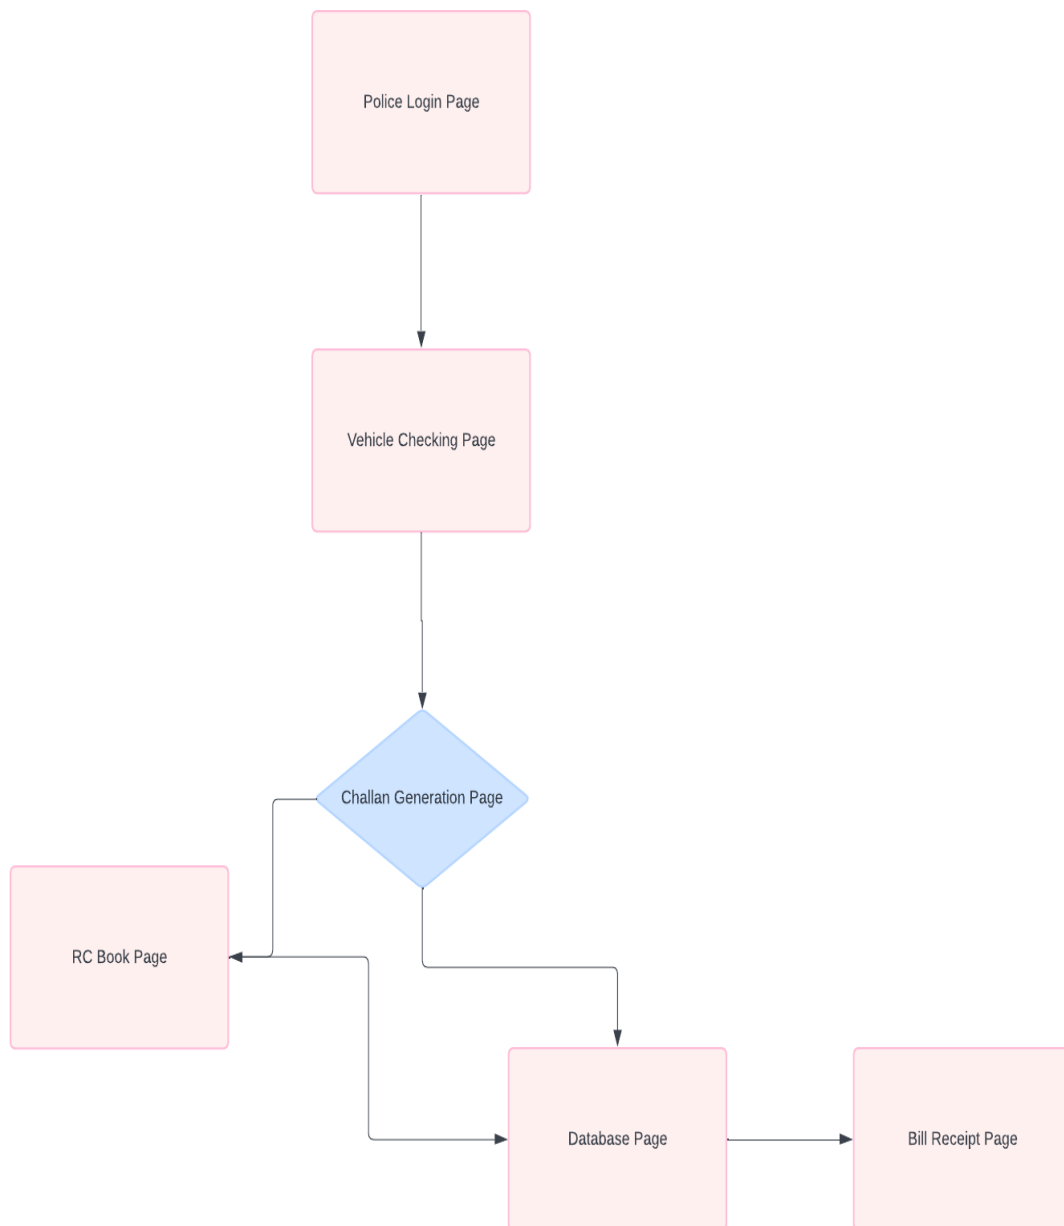 Police Login Page
Vehicle Checking Page
Challan Generation Page
RC Book Page
Database Page
Bill Receipt Page